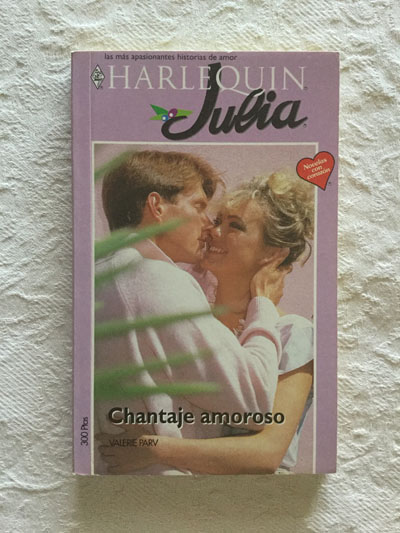 las más apasionantes historias de amor
HARLEQUIN
Julia
Novelas
con
corazón
Chantaje amoroso
VALERIE PARV
300 Ptas